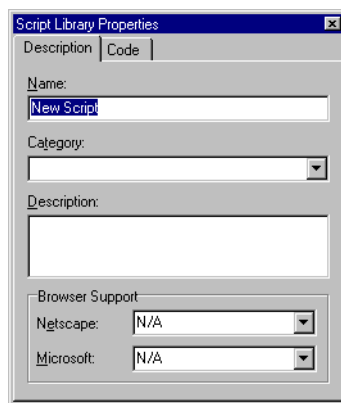 Script Library Properties
Description Code
Name:
New Script
Category:
Description:
Browser Support
Netscape: N/A
Microsoft: N/A